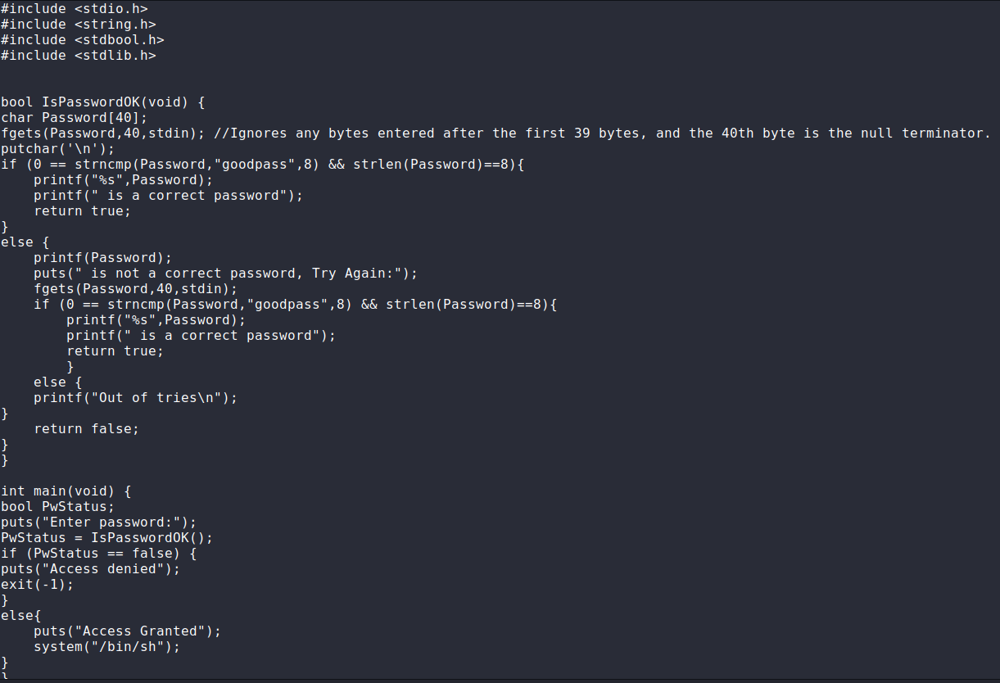 #include <stdio.h>
#include <string.h>
#include <stdbool.h>
#include <stdlib.h>
bool IsPasswordOK(void) {
char Password[40];
fgets(Password,40,stdin); //Ignores any bytes entered after the first 39 bytes, and the 40th byte is the null terminator.
putchar('\n');
if (0 == strncmp(Password,"goodpass",8) && strlen(Password)==8){
    printf("%s",Password);
    printf(" is a correct password");
    return true;
}
else {
    printf(Password);
    puts(" is not a correct password, Try Again:");
    fgets(Password,40,stdin);
    if (0 == strncmp(Password,"goodpass",8) && strlen(Password)==8){
        printf("%s",Password);
        printf(" is a correct password");
        return true;
        }
    else {
    printf("Out of tries\n");
}
    return false;
}
}
int main(void) {
bool PwStatus;
puts("Enter password:");
PwStatus = IsPasswordOK();
if (PwStatus == false) {
puts("Access denied");
exit(-1);
}
else{
    puts("Access Granted");
    system("/bin/sh");
}
}